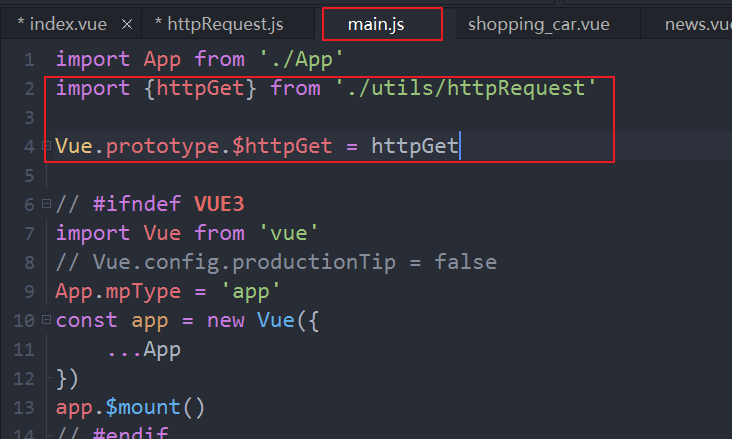 * index.vue × * httpRequest.js main.js shopping_car.vue news.vue
1 import App from './App'
2 import {httpGet} from './utils/httpRequest'
3
4 Vue.prototype.$httpGet = httpGet
5
6 // #ifndef VUE3
7 import Vue from 'vue'
8 // Vue.config.productionTip = false
9 App.mpType = 'app'
10 const app = new Vue({
11 ...App
12 })
13 app.$mount()
14 // #endif